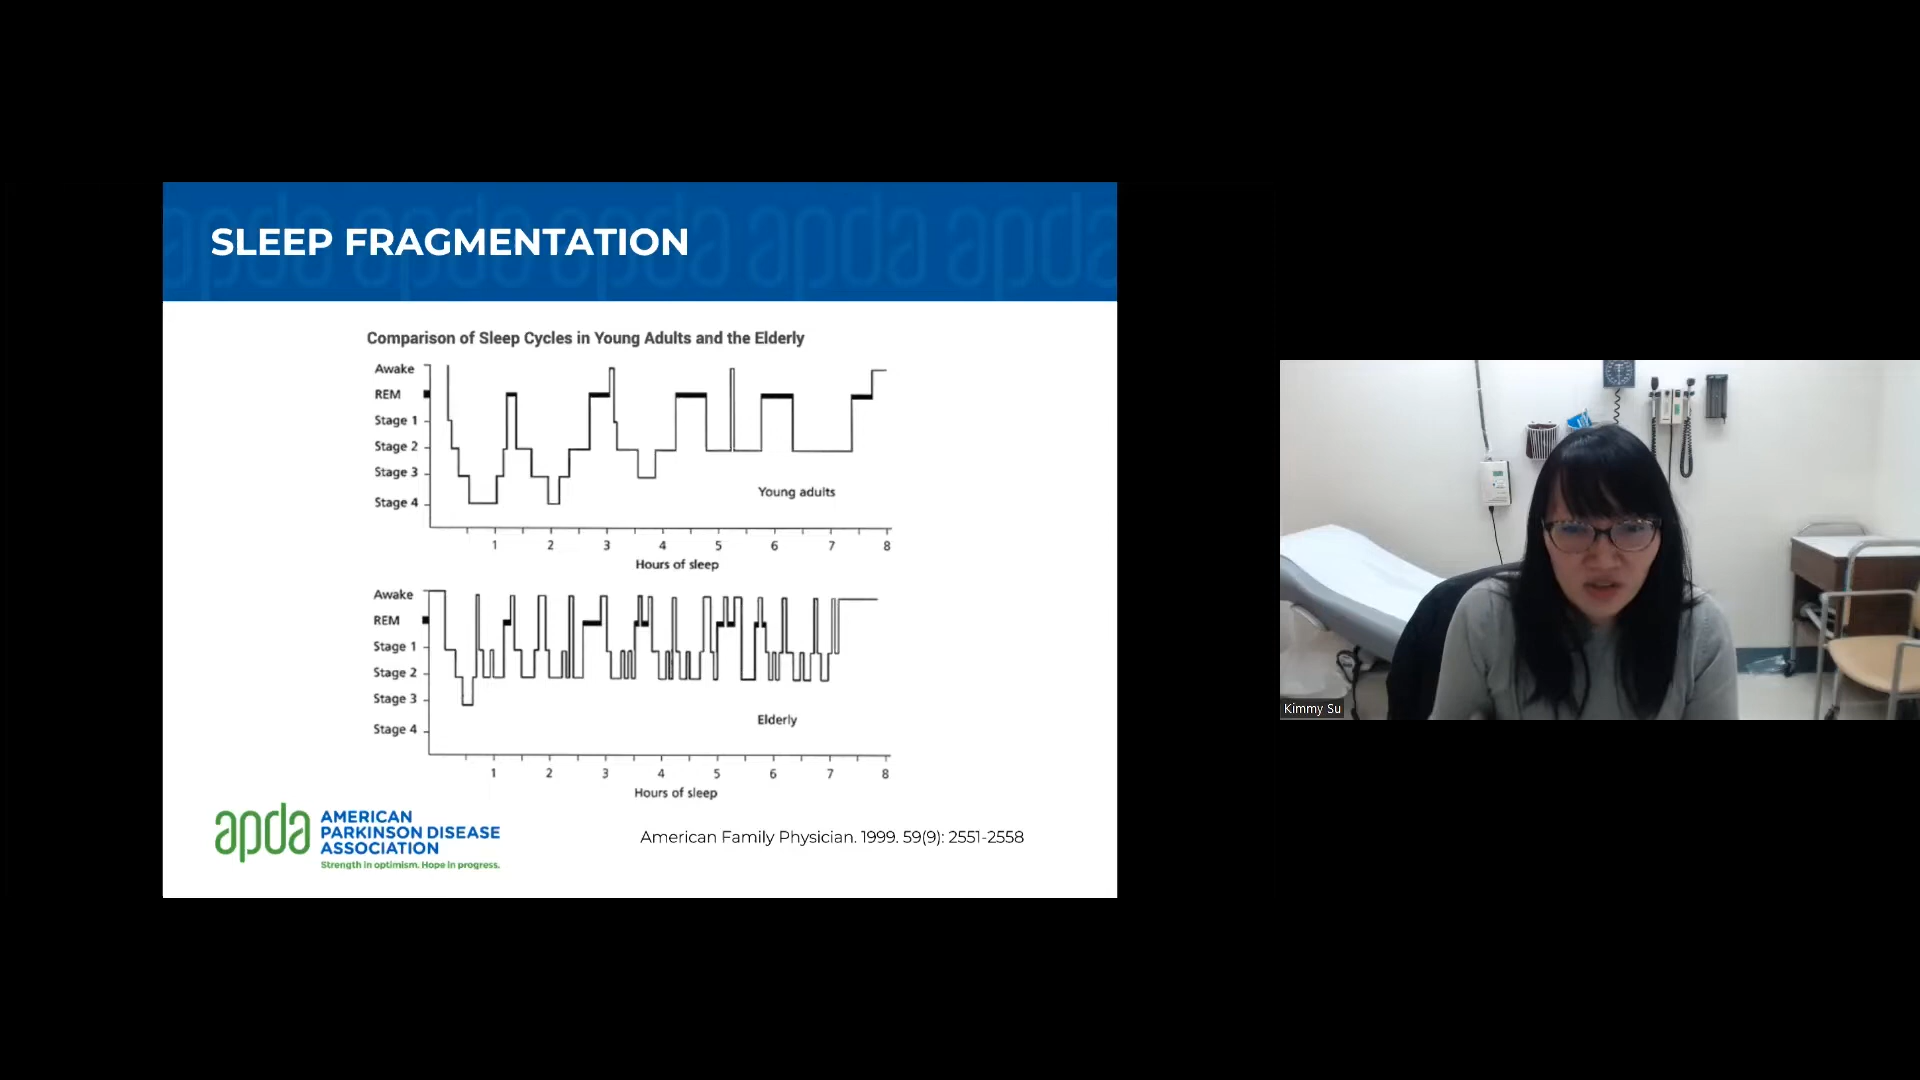 SLEEP FRAGMENTATION
Comparison of Sleep Cycles in Young Adults and the Elderly
Awake
REM
Stage 1
Stage 2
Stage 3
Stage 4
Young adults
1 2 3 4 5 6 7 8
Hours of sleep
Awake
REM
Stage 1
Stage 2
Stage 3
Stage 4
Elderly
1 2 3 4 5 6 7 8
Hours of sleep
apda
AMERICAN
PARKINSON DISEASE
ASSOCIATION
Strength in optimism. Hope in progress.
American Family Physician. 1999. 59(9): 2551-2558
Kimmy Su